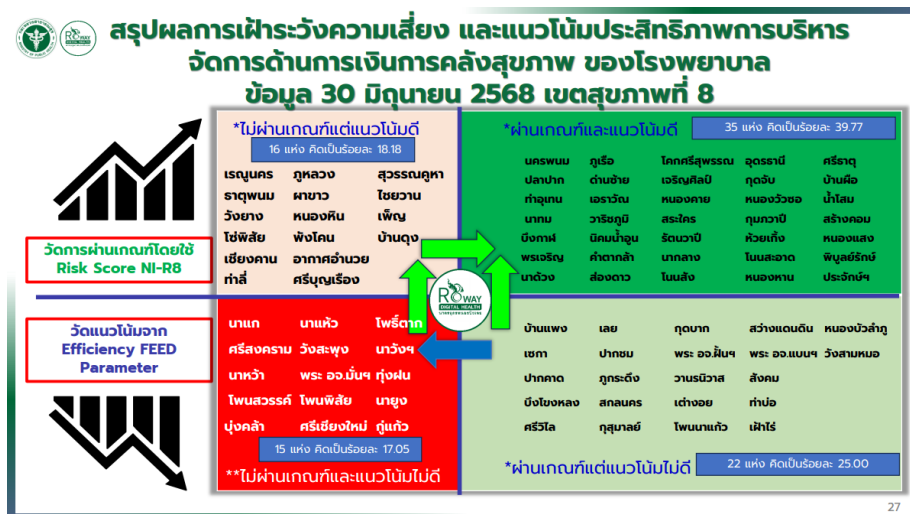 สรุปผลการเฝ้าระวังความเสี่ยง และแนวโน้มประสิทธิภาพการบริหาร
จัดการด้านการเงินการคลังสุขภาพ ของโรงพยาบาล
ข้อมูล 30 มิถุนายน 2568 เขตสุขภาพที่ 8
*ไม่ผ่านเกณฑ์แต่แนวโน้มดี
16 แห่ง คิดเป็นร้อยละ 18.18
เรณูนคร ภูหลวง สุวรรณคูหา
ธาตุพนม ผาขาว ไชยวาน
วังยาง หนองหิน เพ็ญ
โซ่พิสัย พังโคน บ้านดุง
เชียงคาน อากาศอำนวย
ท่าลี่ ศรีบุญเรือง
*ผ่านเกณฑ์และแนวโน้มดี
35 แห่ง คิดเป็นร้อยละ 39.77
นครพนม ภูเรือ โคกศรีสุพรรณ อุดรธานี ศรีธาตุ
ปลาปาก ด่านซ้าย เจริญศิลป์ กุดจับ บ้านผือ
ท่าอุเทน เอราวัณ หนองคาย หนองวัวซอ น้ำโสม
นาทม วาริชภูมิ สระใคร กุมภวาปี สร้างคอม
บึงกาฬ นิคมน้ำอูน รัตนวาปี ห้วยเกิ้ง หนองแสง
พรเจริญ คำตากล้า นากลาง โนนสะอาด พิบูลย์รักษ์
นาด้วง ส่องดาว โนนสัง หนองหาน ประจักษ์ฯ
วัดการผ่านเกณฑ์โดยใช้
Risk Score NI-R8
R8WAY
DIGITAL HEALTH
วัดแนวโน้มจาก
Efficiency FEED
Parameter
นาแก นาแห้ว โพธิ์ตาก
ศรีสงคราม วังสะพุง นาวังฯ
นาหว้า พระ อจ.มั่นฯ ทุ่งฝน
โพนสวรรค์ โพนพิสัย นายูง
บุ่งคล้า ศรีเชียงใหม่ กู่แก้ว
15 แห่ง คิดเป็นร้อยละ 17.05
**ไม่ผ่านเกณฑ์และแนวโน้มไม่ดี
บ้านแพง เลย กุดบาก สว่างแดนดิน หนองบัวลำภู
เซกา ปากชม พระ อจ.ฝั้นฯ พระ อจ.แบนฯ วังสามหมอ
ปากคาด ภูกระดึง วานรนิวาส สังคม
บึงโขงหลง สกลนคร เต่างอย ท่าบ่อ
ศรีวิไล กุสุมาลย์ โพนนาแก้ว เฝ้าไร่
*ผ่านเกณฑ์แต่แนวโน้มไม่ดี
22 แห่ง คิดเป็นร้อยละ 25.00
27